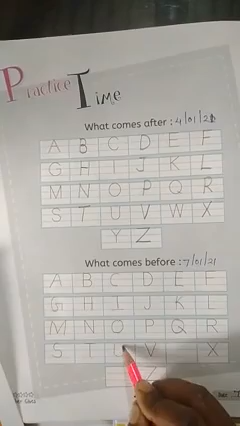 Practice Time
What comes after : 4/01/21
A B C D E F
G H I J K L
M N O P Q R
S T U V W X
Y Z
What comes before : 7/01/21
A B C D E F
G H I J K L
M N O P Q R
S T U V X